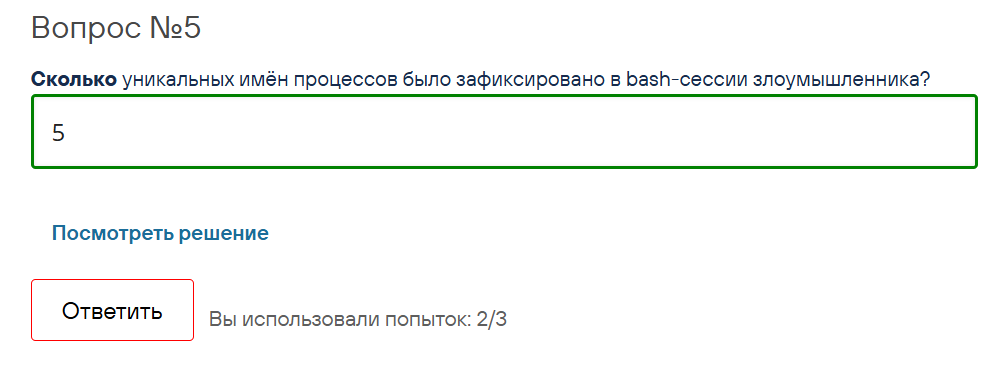 Вопрос №5
Сколько уникальных имён процессов было зафиксировано в bash-сессии злоумышленника?
5
Посмотреть решение
Ответить
Вы использовали попыток: 2/3